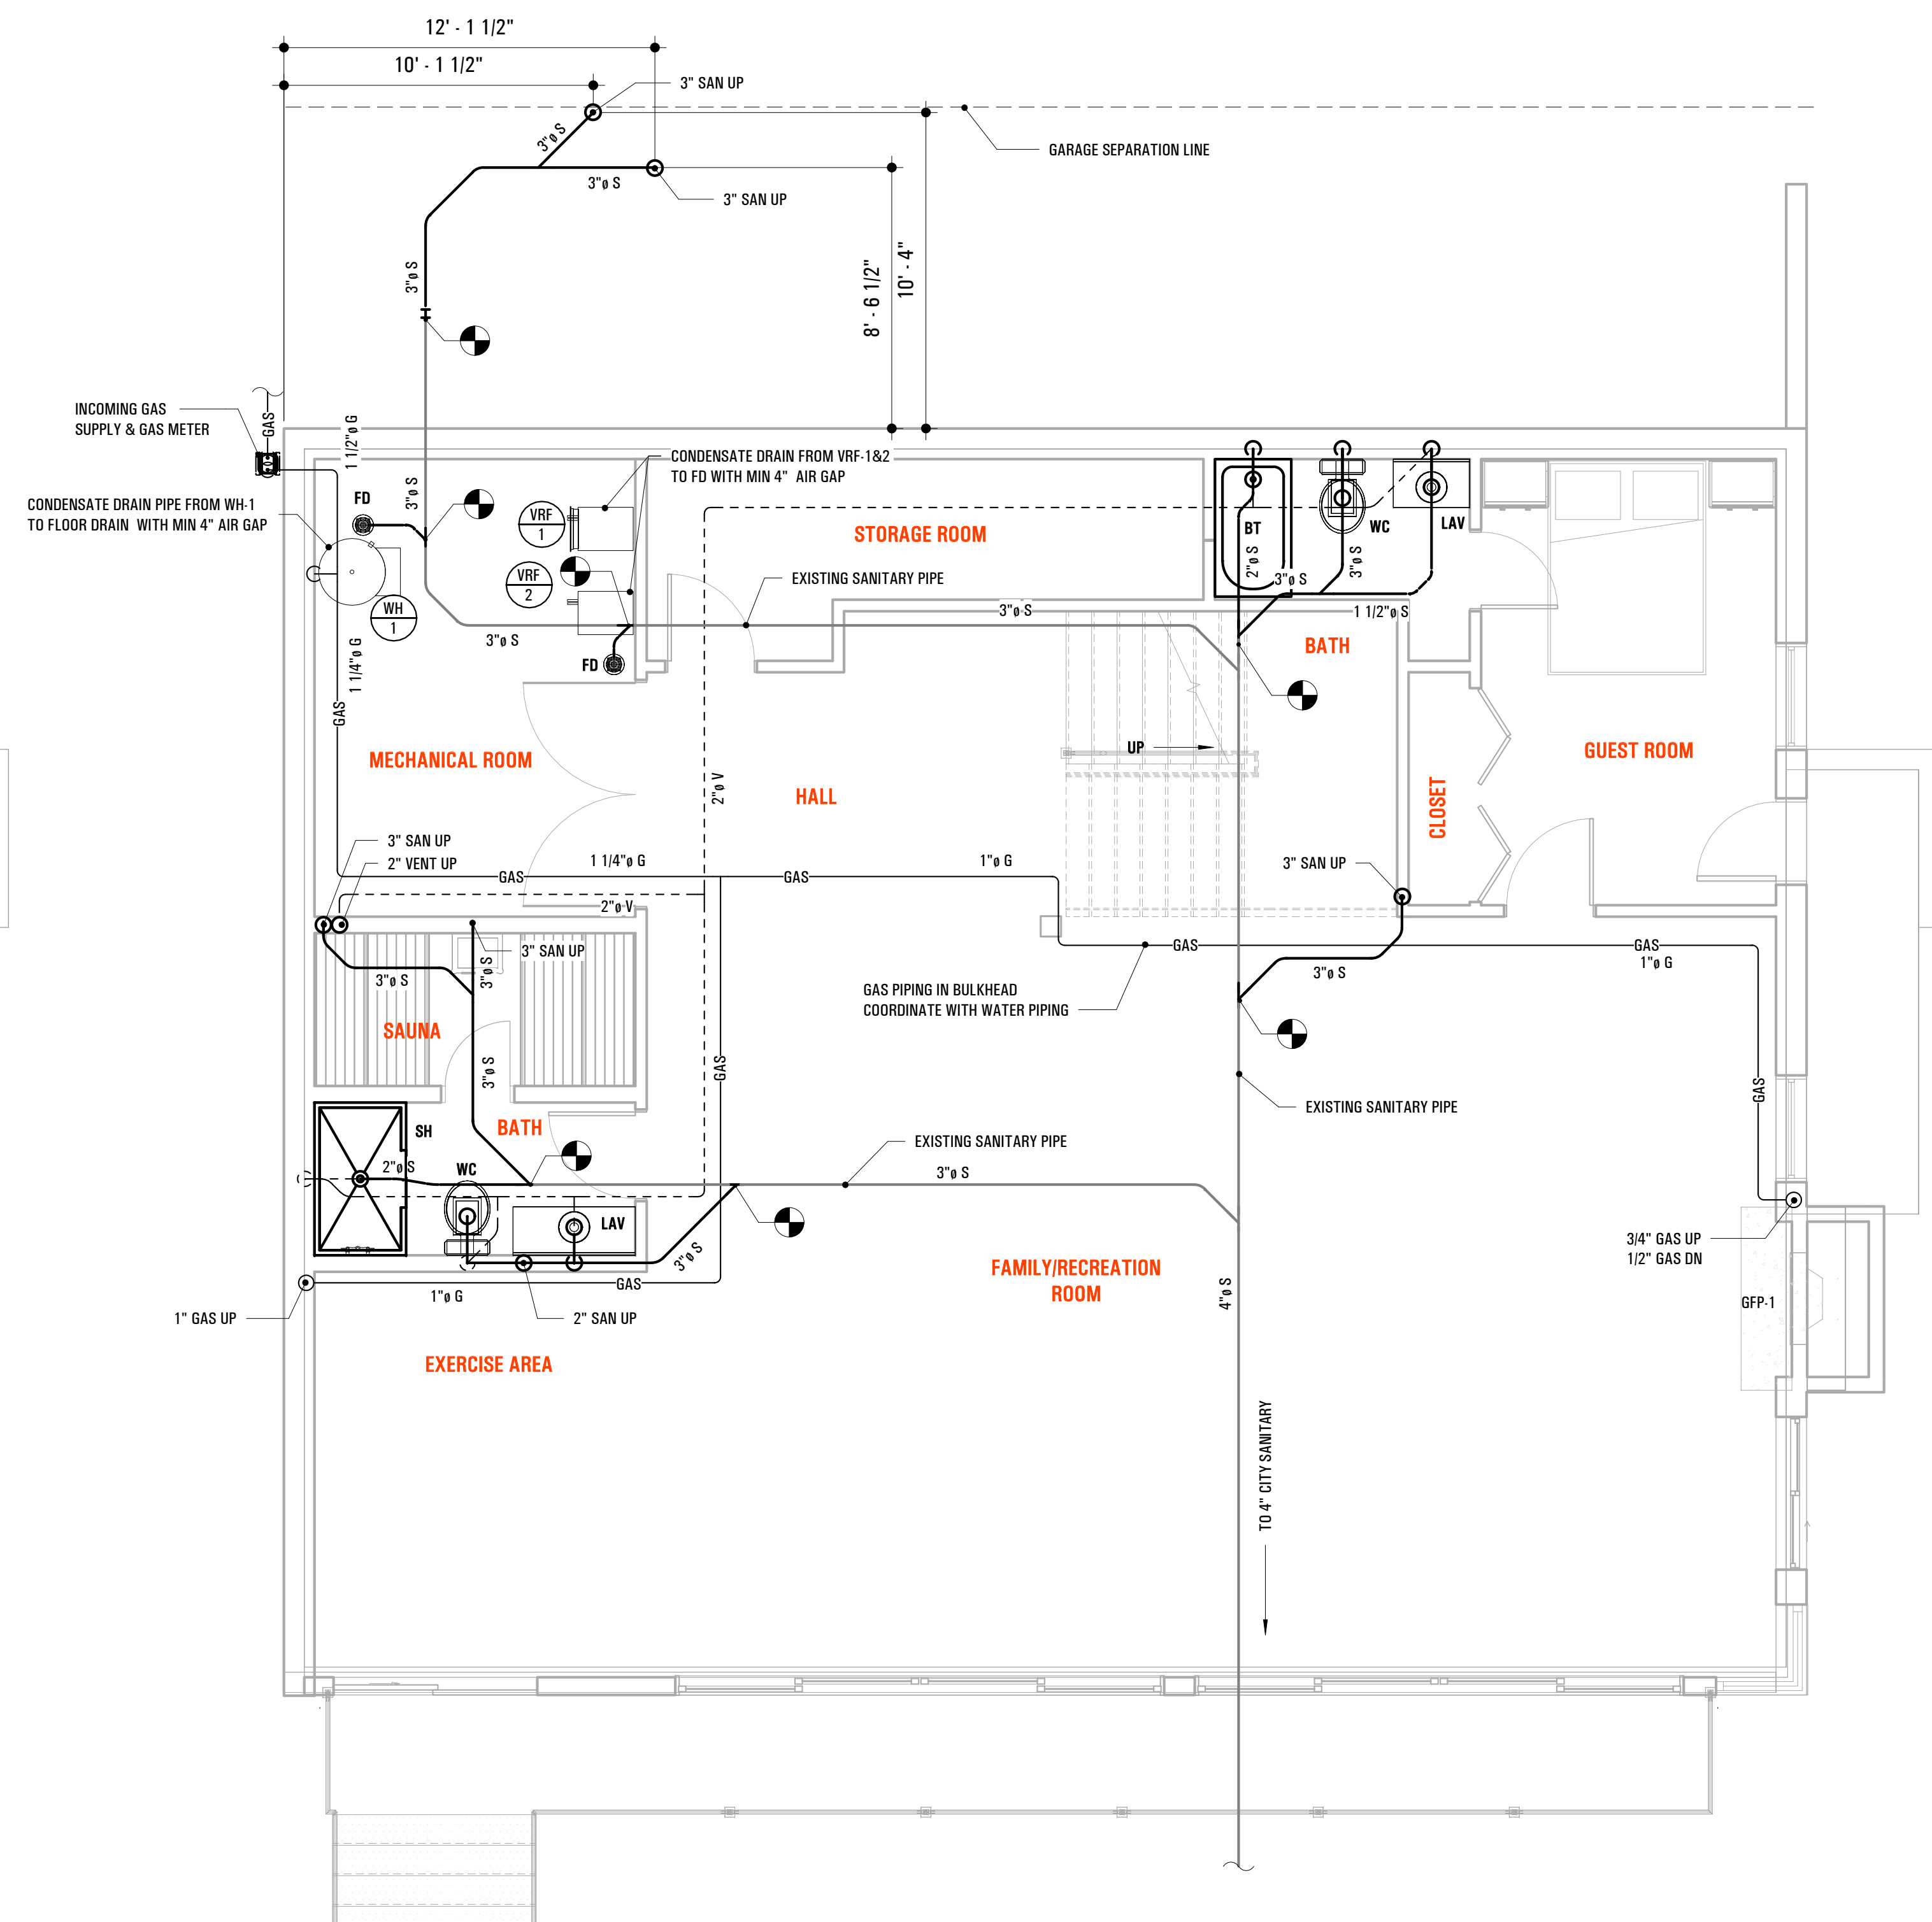 12' - 1 1/2"
10' - 1 1/2"
3" SAN UP
3"ø S
GARAGE SEPARATION LINE
3"ø S
3" SAN UP
3"ø S
8' - 6 1/2"
10' - 4"
INCOMING GAS
SUPPLY & GAS METER
GAS
1 1/2"ø G
CONDENSATE DRAIN FROM VRF-1&2
TO FD WITH MIN 4" AIR GAP
CONDENSATE DRAIN PIPE FROM WH-1
TO FLOOR DRAIN WITH MIN 4" AIR GAP
FD
3"ø S
VRF
1
STORAGE ROOM
BT
WC
LAV
2"ø S
3"ø S
3"ø S
1 1/2"ø S
VRF
2
EXISTING SANITARY PIPE
WH
1
3"ø S
3"ø S
FD
BATH
1 1/4"ø G
GAS
MECHANICAL ROOM
2"ø V
HALL
UP
CLOSET
GUEST ROOM
3" SAN UP
2" VENT UP
1 1/4"ø G
GAS
GAS
1"ø G
3" SAN UP
2"ø V
3" SAN UP
3"ø S
3"ø S
GAS
GAS
1"ø G
3"ø S
GAS PIPING IN BULKHEAD
COORDINATE WITH WATER PIPING
SAUNA
3"ø S
GAS
GAS
EXISTING SANITARY PIPE
SH
BATH
EXISTING SANITARY PIPE
2"ø S
WC
3"ø S
LAV
3"ø S
3/4" GAS UP
1/2" GAS DN
FAMILY/RECREATION
ROOM
GAS
1"ø G
4"ø S
GFP-1
1" GAS UP
2" SAN UP
EXERCISE AREA
TO 4" CITY SANITARY